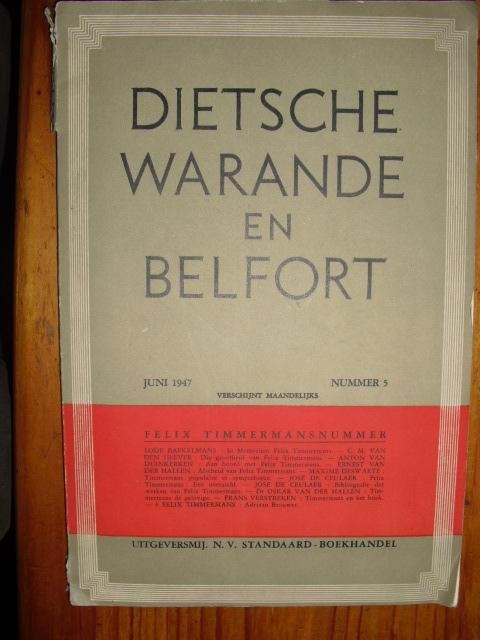 DIETSCHE
WARANDE
EN
BELFORT
JUNI 1947 NUMMER 5
VERSCHIJNT MAANDELIJKS
FELIX TIMMERMANSNUMMER
LODE BAEKELMANS : In Memoriam Felix Timmermans. — C. M. VAN
DEN HEEVER : Die grootheid van Felix Timmermans. — ANTON VAN
DUINKERKEN : Aan boord met Felix Timmermans. — ERNEST VAN
DER HALLEN : Afscheid van Felix Timmermans. — MAXIME DESWARTE :
Timmermans populaire et sympathique. — JOSÉ DE CEULAER : Felix
Timmermans : Een overzicht. — JOSÉ DE CEULAER : Bibliografie der
werken van Felix Timmermans. — Dr OSKAR VAN DER HALLEN : Tim-
mermans de gelovige. — FRANS VERSTREKEN : Timmermans en het boek.
— † FELIX TIMMERMANS : Adriaan Brouwer.
UITGEVERSMIJ. N. V. STANDAARD - BOEKHANDEL